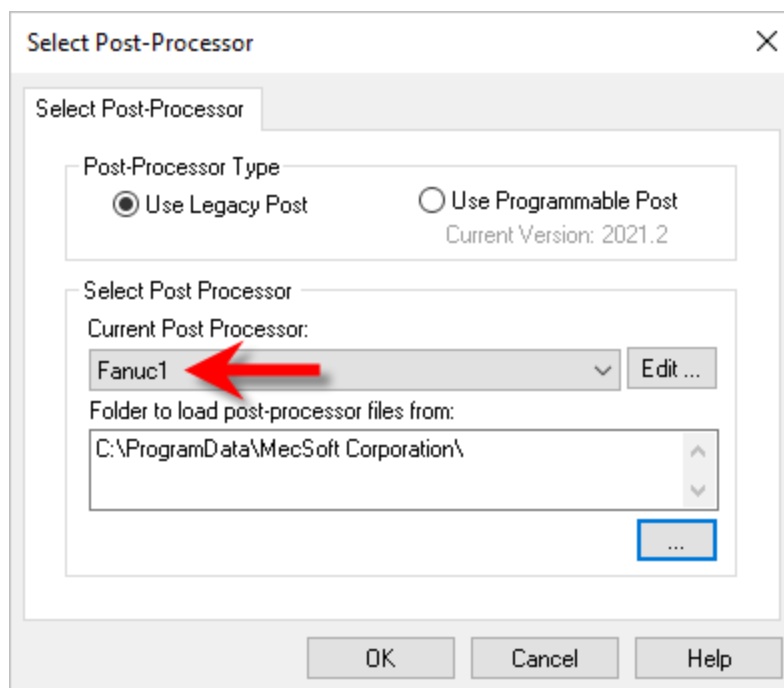 Select Post-Processor
Select Post-Processor
Post-Processor Type
Use Legacy Post
Use Programmable Post
Current Version: 2021.2
Select Post Processor
Current Post Processor:
Fanuc1
Edit ...
Folder to load post-processor files from:
C:\ProgramData\MecSoft Corporation\
...
OK
Cancel
Help